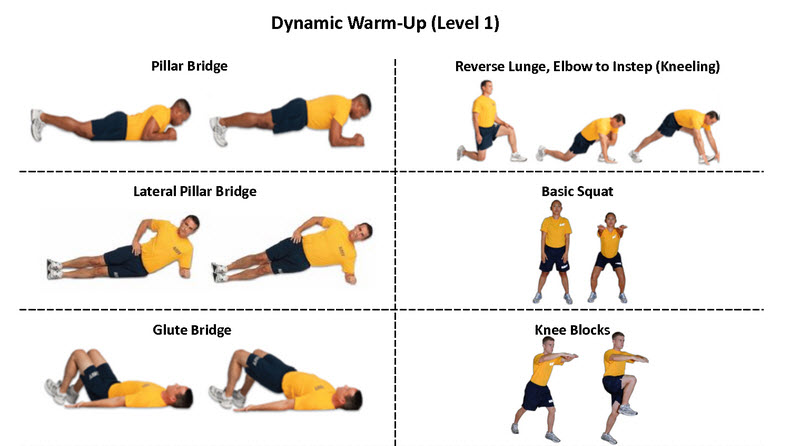 Dynamic Warm-Up (Level 1)
Pillar Bridge
Reverse Lunge, Elbow to Instep (Kneeling)
Lateral Pillar Bridge
Basic Squat
Glute Bridge
Knee Blocks